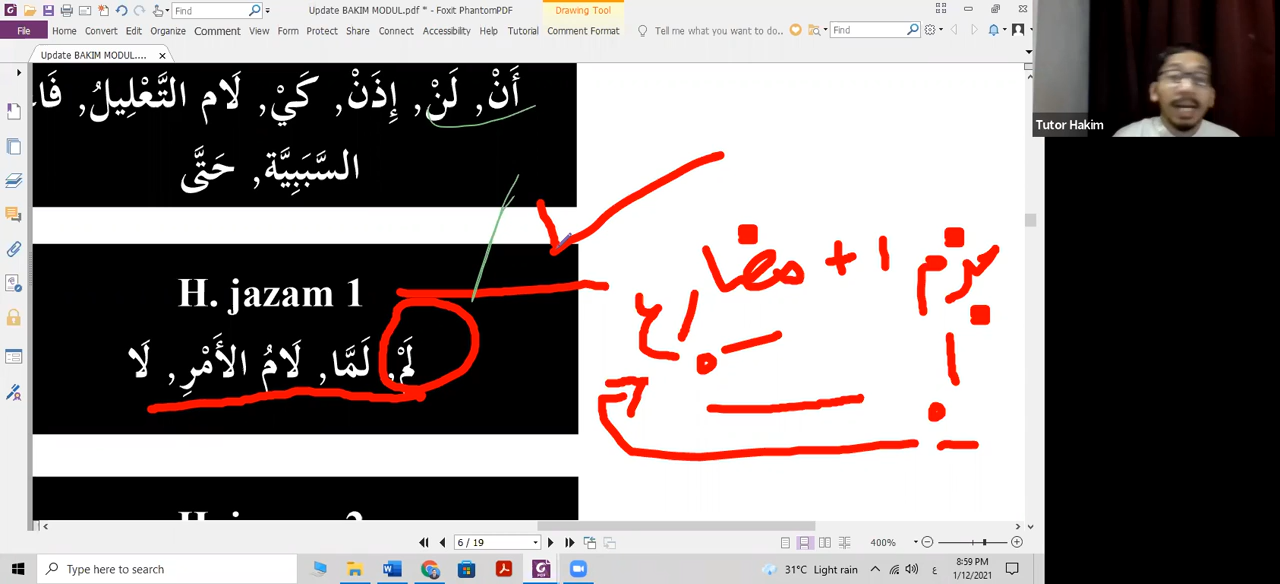 Find
Update BAKIM MODUL.pdf * - Foxit PhantomPDF
Drawing Tool
File Home Edit Organize Comment View Form Protect Share Connect Accessibility Help Tutorial Comment Format Tell me what you want to do... Find
Update BAKIM MODUL....
أَنْ, لَنْ, إِذَنْ, كَيْ, لَام التَّعْلِيلُ, فَا
السَّبَبِيَّة, حَتَّى
H. jazam 1
لَمْ, لَمَّا, لَامُ الأَمْرِ, لَا
جزم 1 + مضا
رع
Tutor Hakim
6 / 19
400%
Type here to search
31°C Light rain
ع
8:59 PM
1/12/2021